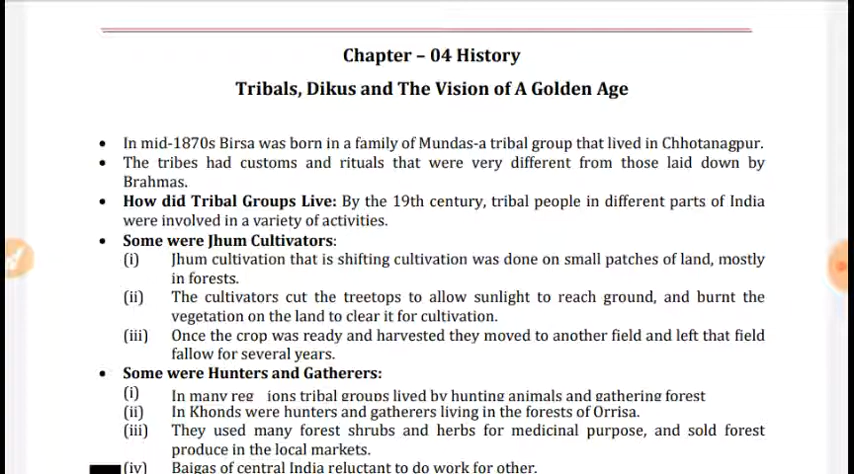 Chapter – 04 History
Tribals, Dikus and The Vision of A Golden Age
• In mid-1870s Birsa was born in a family of Mundas-a tribal group that lived in Chhotanagpur.
• The tribes had customs and rituals that were very different from those laid down by
Brahmas.
• How did Tribal Groups Live: By the 19th century, tribal people in different parts of India
were involved in a variety of activities.
• Some were Jhum Cultivators:
(i) Jhum cultivation that is shifting cultivation was done on small patches of land, mostly
in forests.
(ii) The cultivators cut the treetops to allow sunlight to reach ground, and burnt the
vegetation on the land to clear it for cultivation.
(iii) Once the crop was ready and harvested they moved to another field and left that field
fallow for several years.
• Some were Hunters and Gatherers:
(i) In many reg ions tribal groups lived by hunting animals and gathering forest
(ii) In Khonds were hunters and gatherers living in the forests of Orrisa.
(iii) They used many forest shrubs and herbs for medicinal purpose, and sold forest
produce in the local markets.
(iv) Baigas of central India reluctant to do work for other.